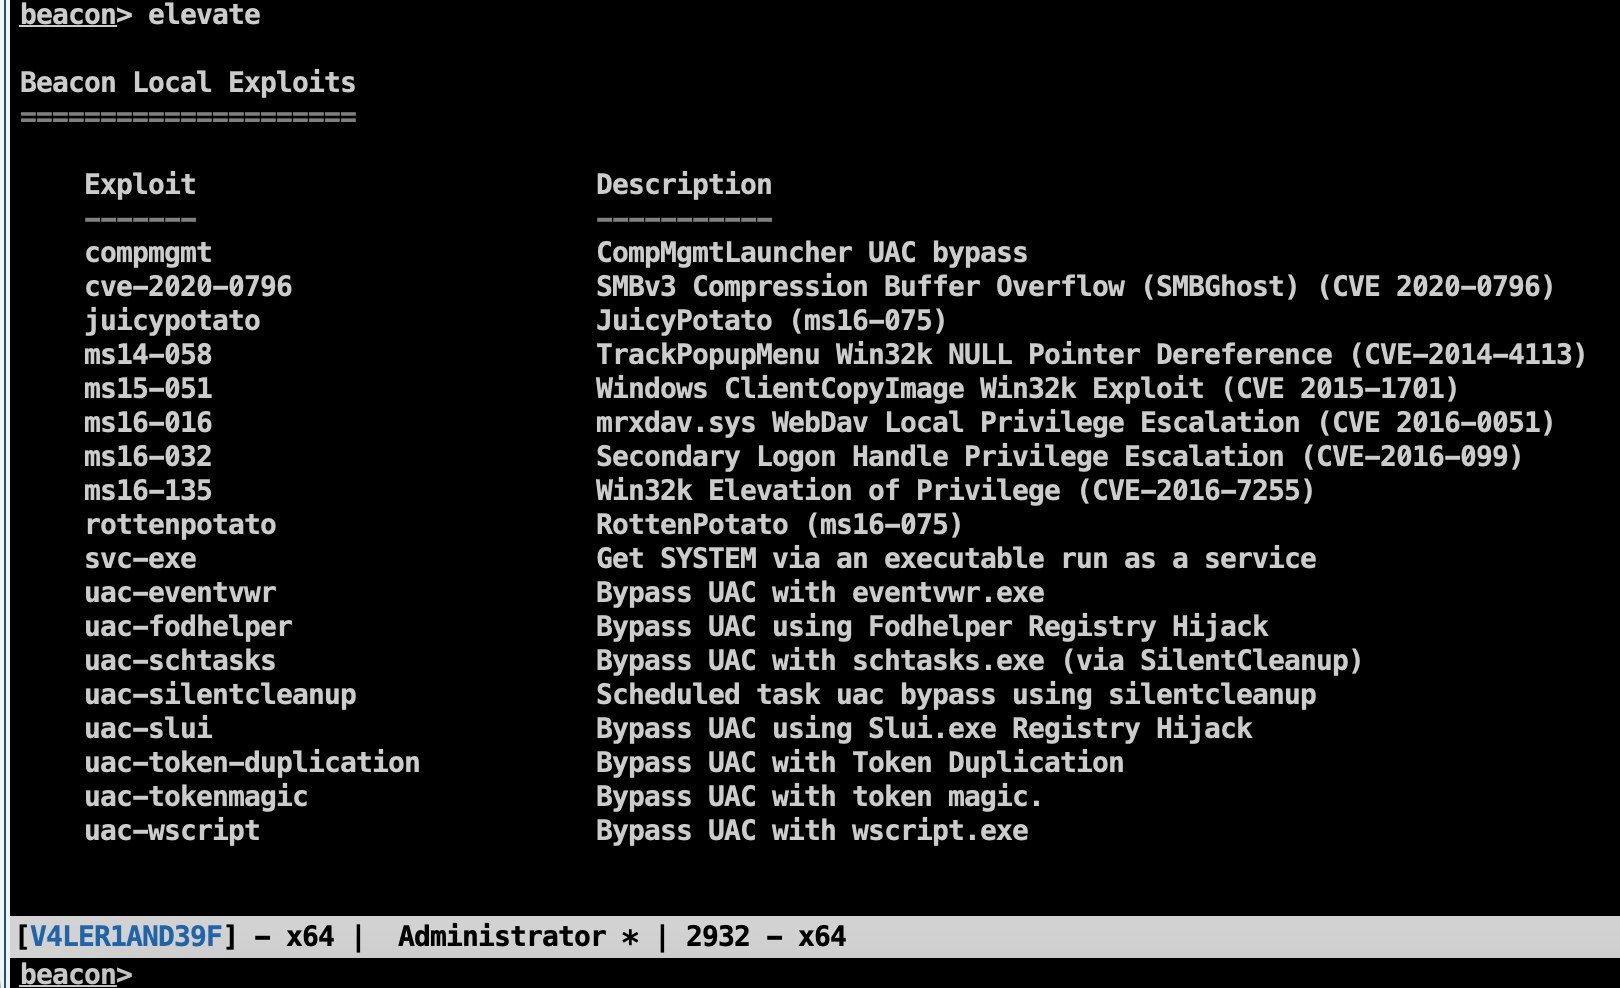 beacon> elevate
Beacon Local Exploits
=====================
Exploit Description
------- -----------
compmgmt CompMgmtLauncher UAC bypass
cve-2020-0796 SMBv3 Compression Buffer Overflow (SMBGhost) (CVE 2020-0796)
juicypotato JuicyPotato (ms16-075)
ms14-058 TrackPopupMenu Win32k NULL Pointer Dereference (CVE-2014-4113)
ms15-051 Windows ClientCopyImage Win32k Exploit (CVE 2015-1701)
ms16-016 mrxdav.sys WebDav Local Privilege Escalation (CVE 2016-0051)
ms16-032 Secondary Logon Handle Privilege Escalation (CVE-2016-099)
ms16-135 Win32k Elevation of Privilege (CVE-2016-7255)
rottenpotato RottenPotato (ms16-075)
svc-exe Get SYSTEM via an executable run as a service
uac-eventvwr Bypass UAC with eventvwr.exe
uac-fodhelper Bypass UAC using Fodhelper Registry Hijack
uac-schtasks Bypass UAC with schtasks.exe (via SilentCleanup)
uac-silentcleanup Scheduled task uac bypass using silentcleanup
uac-slui Bypass UAC using Slui.exe Registry Hijack
uac-token-duplication Bypass UAC with Token Duplication
uac-tokenmagic Bypass UAC with token magic.
uac-wscript Bypass UAC with wscript.exe
[V4LER1AND39F] - x64 | Administrator * | 2932 - x64
beacon>